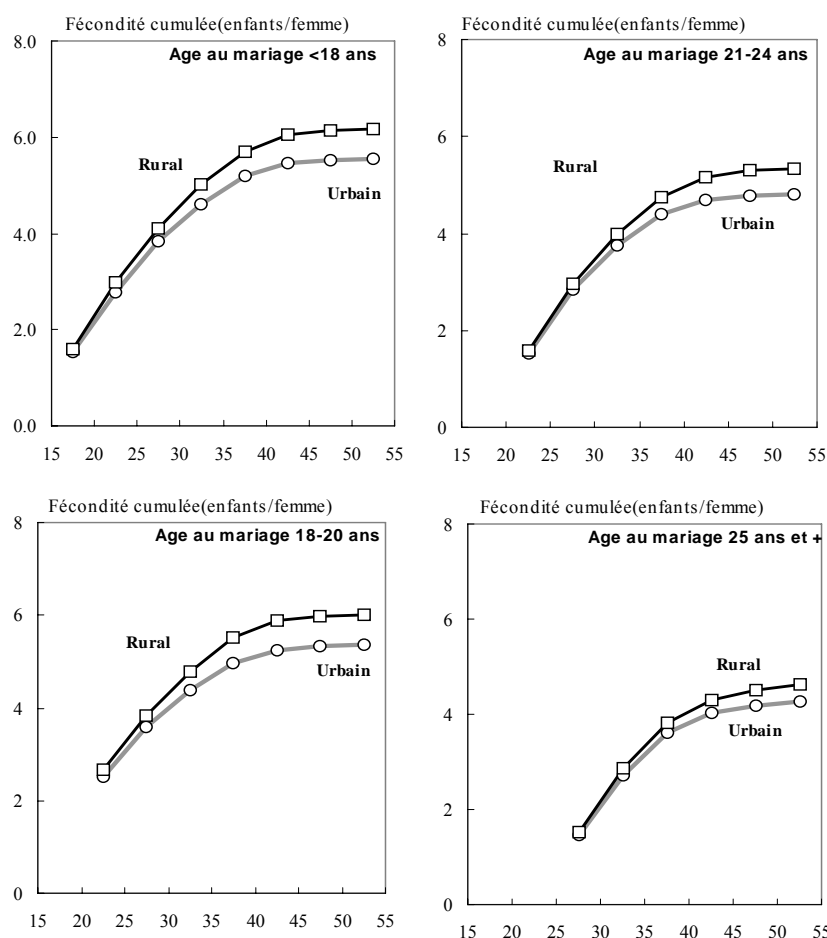 Fécondité cumulée(enfants/femme)
Age au mariage <18 ans
8.0
6.0
4.0
2.0
0.0
Rural
Urbain
15 20 25 30 35 40 45 50 55
Fécondité cumulée(enfants/femme)
Age au mariage 21-24 ans
8
6
4
2
0
Rural
Urbain
15 20 25 30 35 40 45 50 55
Fécondité cumulée(enfants/femme)
Age au mariage 18-20 ans
8
6
4
2
0
Rural
Urbain
15 20 25 30 35 40 45 50 55
Fécondité cumulée(enfants/femme)
Age au mariage 25 ans et +
8
6
4
2
0
Rural
Urbain
15 20 25 30 35 40 45 50 55